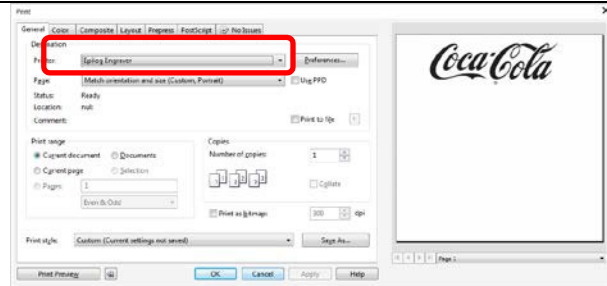 Print
General Color Composite Layout Prepress PostScript No Issues
Destination
Printer: Epilog Engraver Preferences...
Page: Match orientation and size (Custom, Portrait) Use PPD
Status: Ready
Location: nul:
Comment: Print to file
Print range
Current document Documents
Current page Selection
Pages: 1
Even & Odd
Copies
Number of copies: 1
Collate
Print as bitmap: 300 dpi
Print style: Custom (Current settings not saved) Save As...
Print Preview OK Cancel Apply Help
Coca-Cola
Page 1